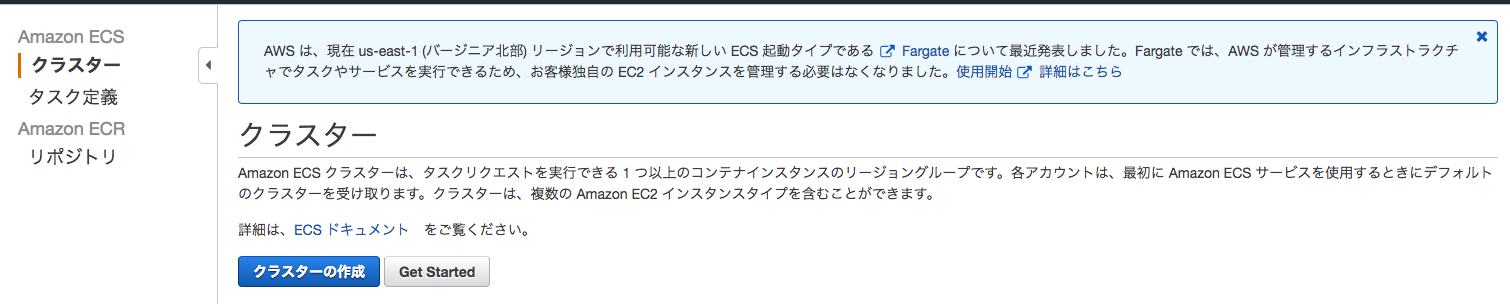 Amazon ECS
クラスター
タスク定義
Amazon ECR
リポジトリ
AWS は、現在 us-east-1 (バージニア北部) リージョンで利用可能な新しい ECS 起動タイプである Fargate について最近発表しました。Fargate では、AWS が管理するインフラストラクチ
ャでタスクやサービスを実行できるため、お客様独自の EC2 インスタンスを管理する必要はなくなりました。使用開始 詳細はこちら
クラスター
Amazon ECS クラスターは、タスクリクエストを実行できる 1 つ以上のコンテナインスタンスのリージョングループです。各アカウントは、最初に Amazon ECS サービスを使用するときにデフォルト
のクラスターを受け取ります。クラスターは、複数の Amazon EC2 インスタンスタイプを含むことができます。
詳細は、ECS ドキュメント をご覧ください。
クラスターの作成 Get Started